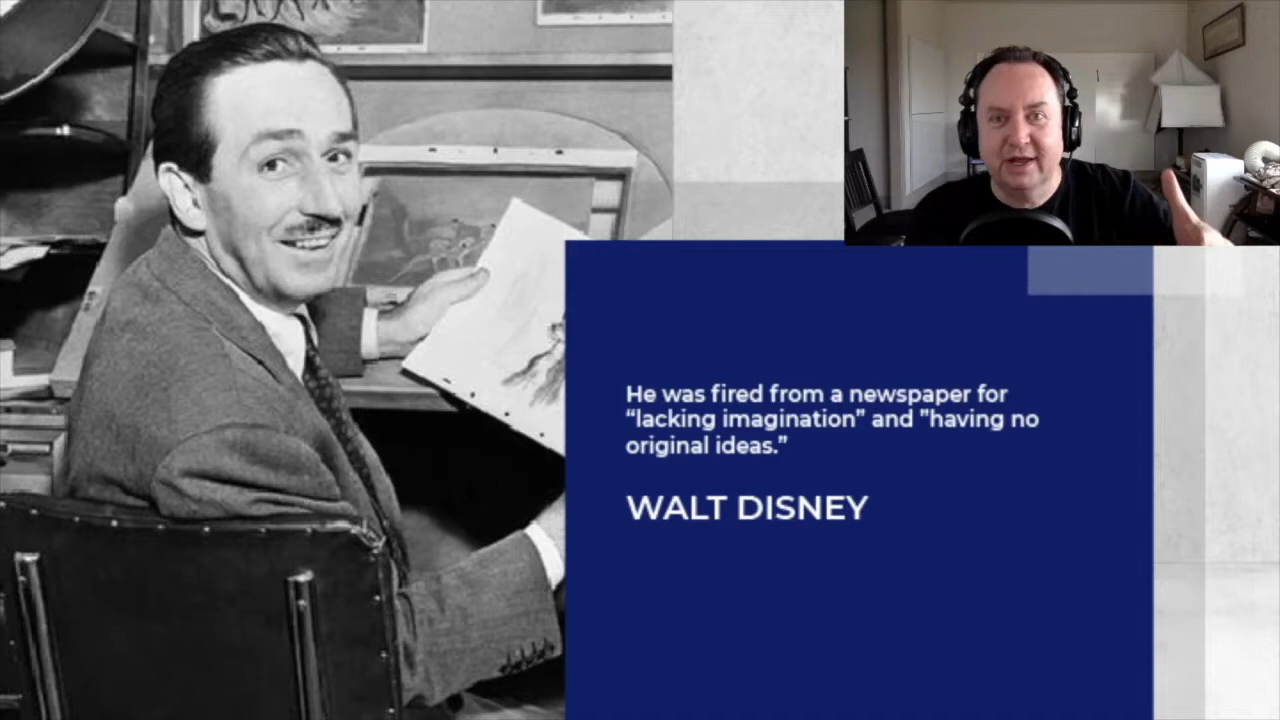 He was fired from a newspaper for
“lacking imagination” and ”having no
original ideas.”
WALT DISNEY